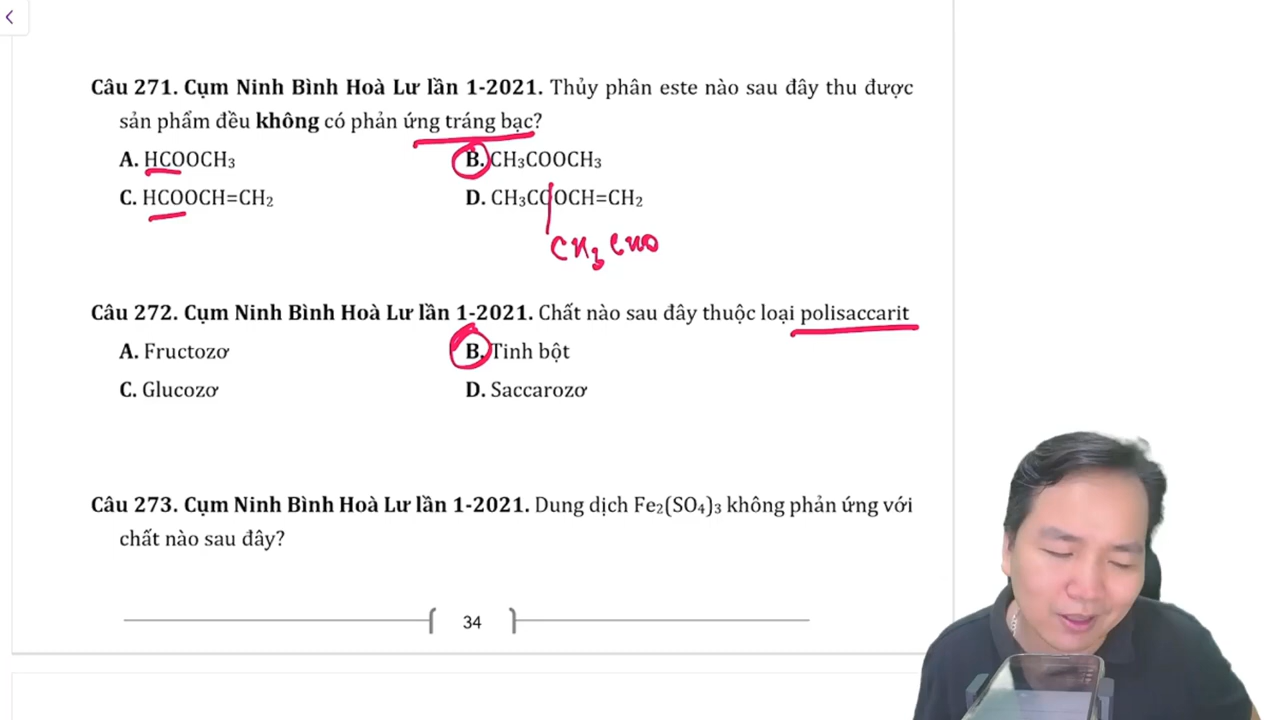 Câu 271. Cụm Ninh Bình Hoà Lư lần 1-2021. Thủy phân este nào sau đây thu được
sản phẩm đều không có phản ứng tráng bạc?
A. HCOOCH₃
B. CH₃COOCH₃
C. HCOOCH=CH₂
D. CH₃COOCH=CH₂
CH₃CHO
Câu 272. Cụm Ninh Bình Hoà Lư lần 1-2021. Chất nào sau đây thuộc loại polisaccarit
A. Fructozơ
B. Tinh bột
C. Glucozơ
D. Saccarozơ
Câu 273. Cụm Ninh Bình Hoà Lư lần 1-2021. Dung dịch Fe₂(SO₄)₃ không phản ứng với
chất nào sau đây?
34